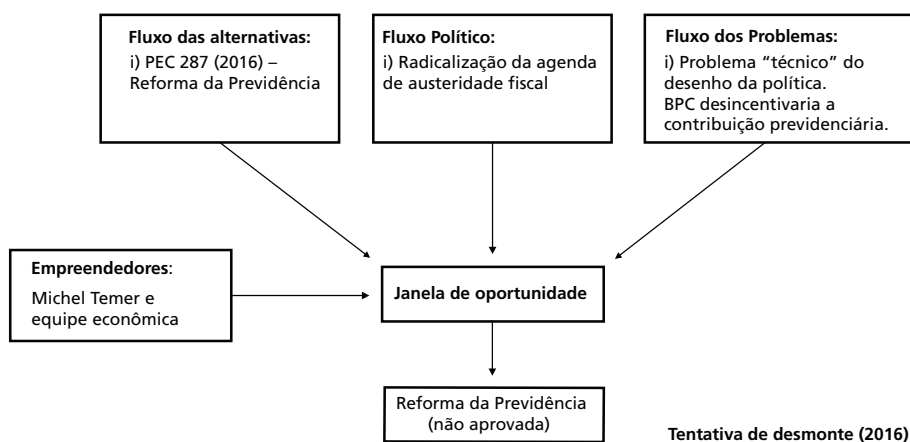 Fluxo das alternativas:
i) PEC 287 (2016) –
Reforma da Previdência
Fluxo Político:
i) Radicalização da agenda
de austeridade fiscal
Fluxo dos Problemas:
i) Problema “técnico” do
desenho da política.
BPC desincentivaria a
contribuição previdenciária.
Empreendedores:
Michel Temer e
equipe econômica
Janela de oportunidade
Reforma da Previdência
(não aprovada)
Tentativa de desmonte (2016)